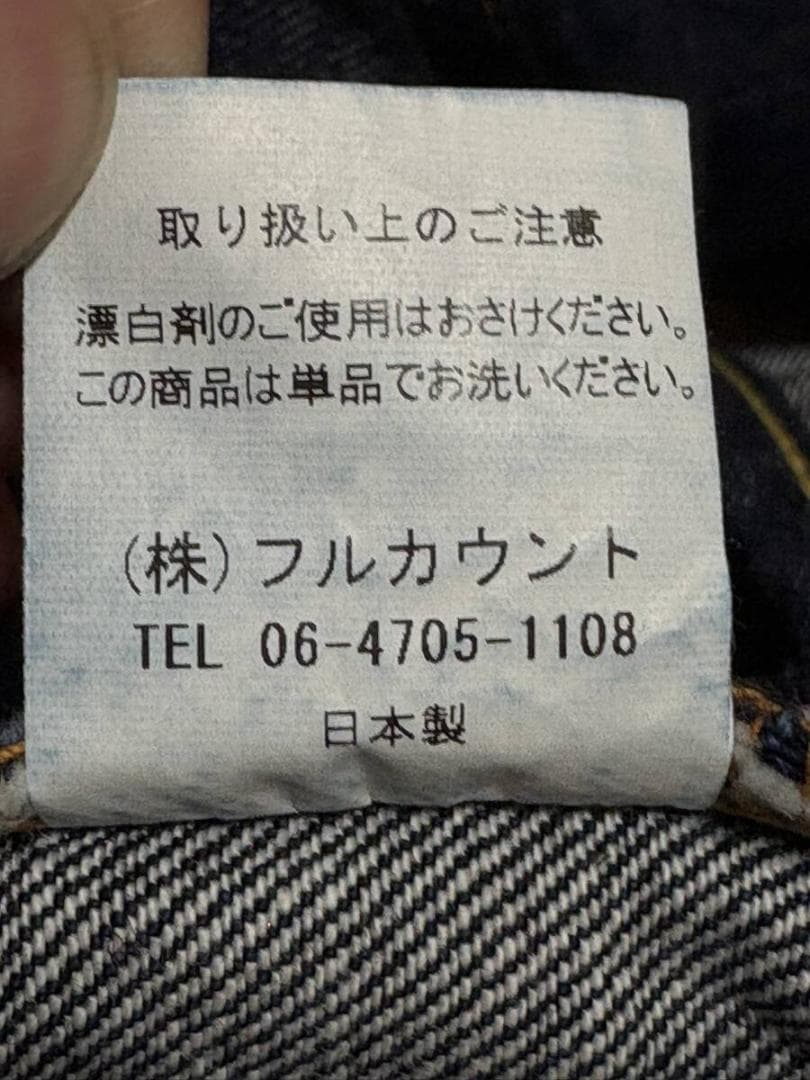 取り扱い上のご注意
漂白剤のご使用はおさけください。
この商品は単品でお洗いください。
(株)フルカウント
TEL 06-4705-1108
日本製